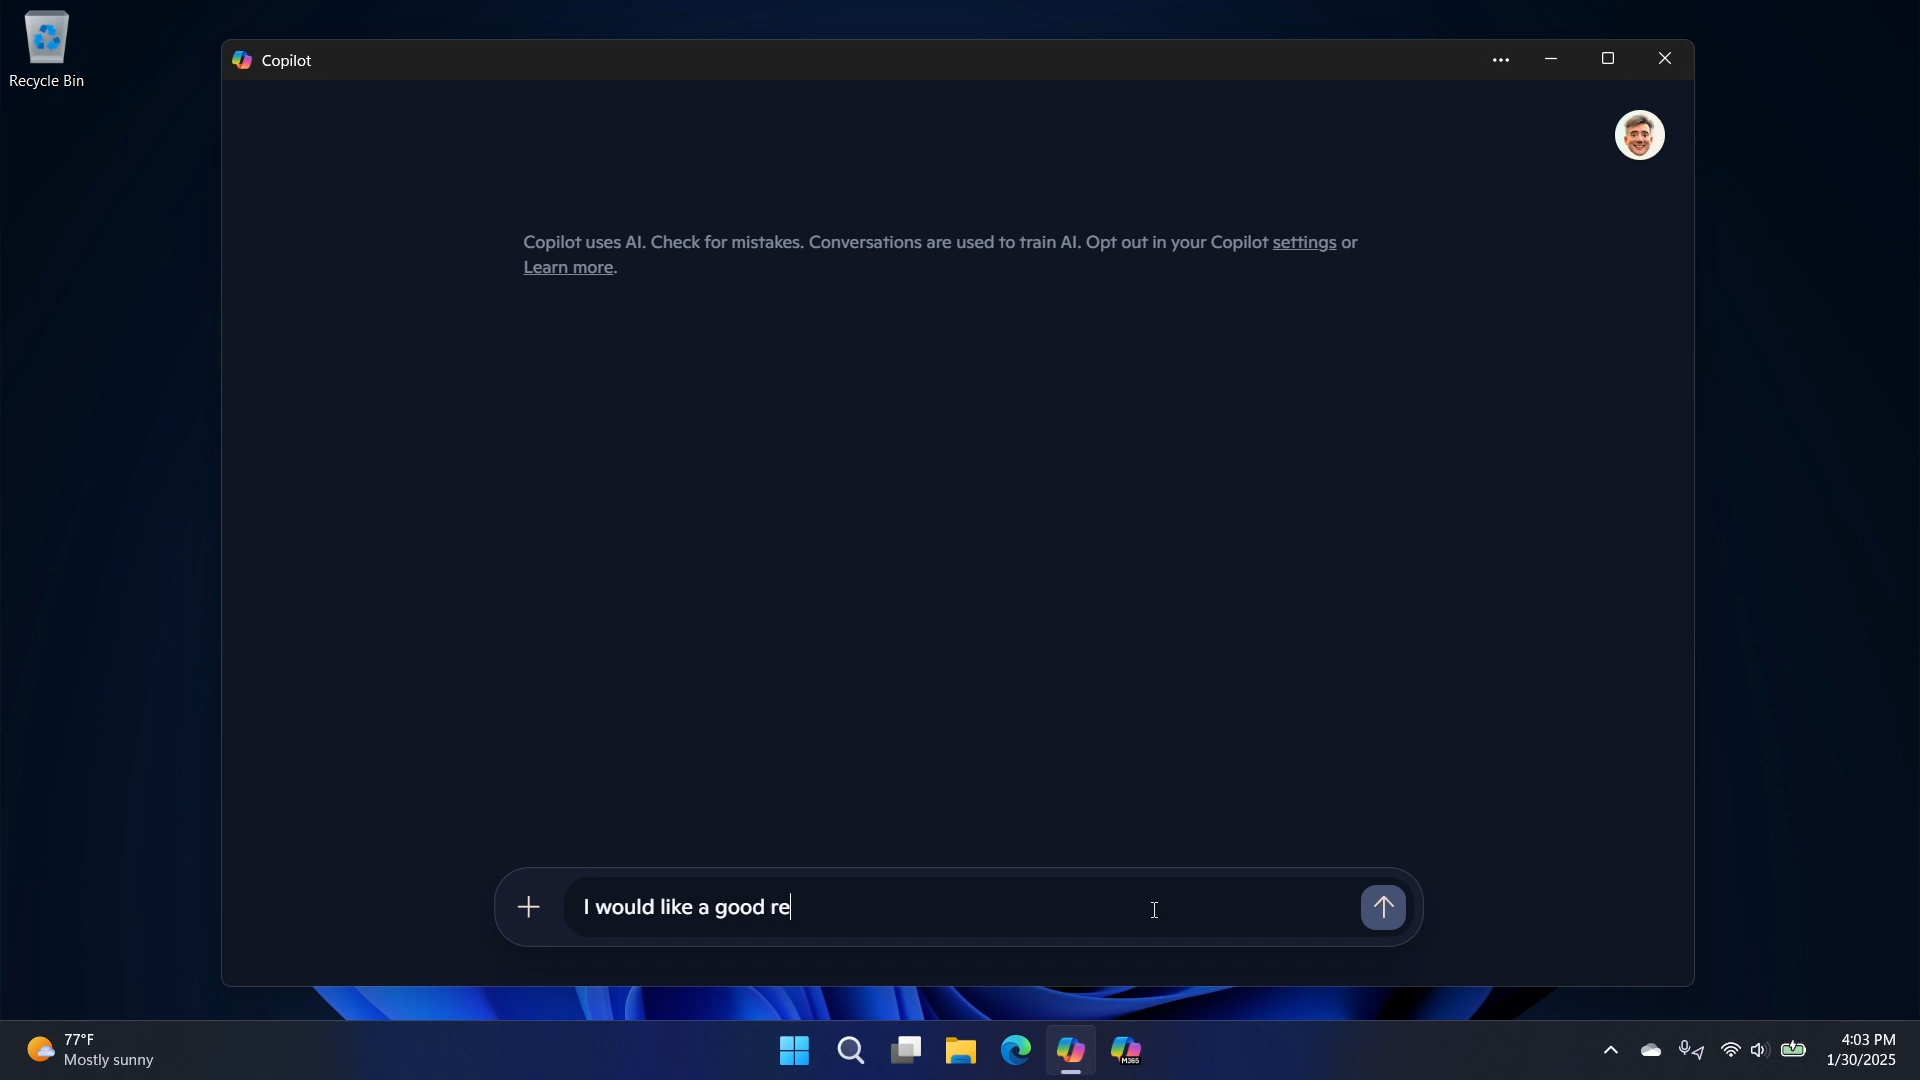 Recycle Bin
Copilot
Copilot uses AI. Check for mistakes. Conversations are used to train AI. Opt out in your Copilot settings or
Learn more.
I would like a good re
77°F
Mostly sunny
M365
4:03 PM
1/30/2025